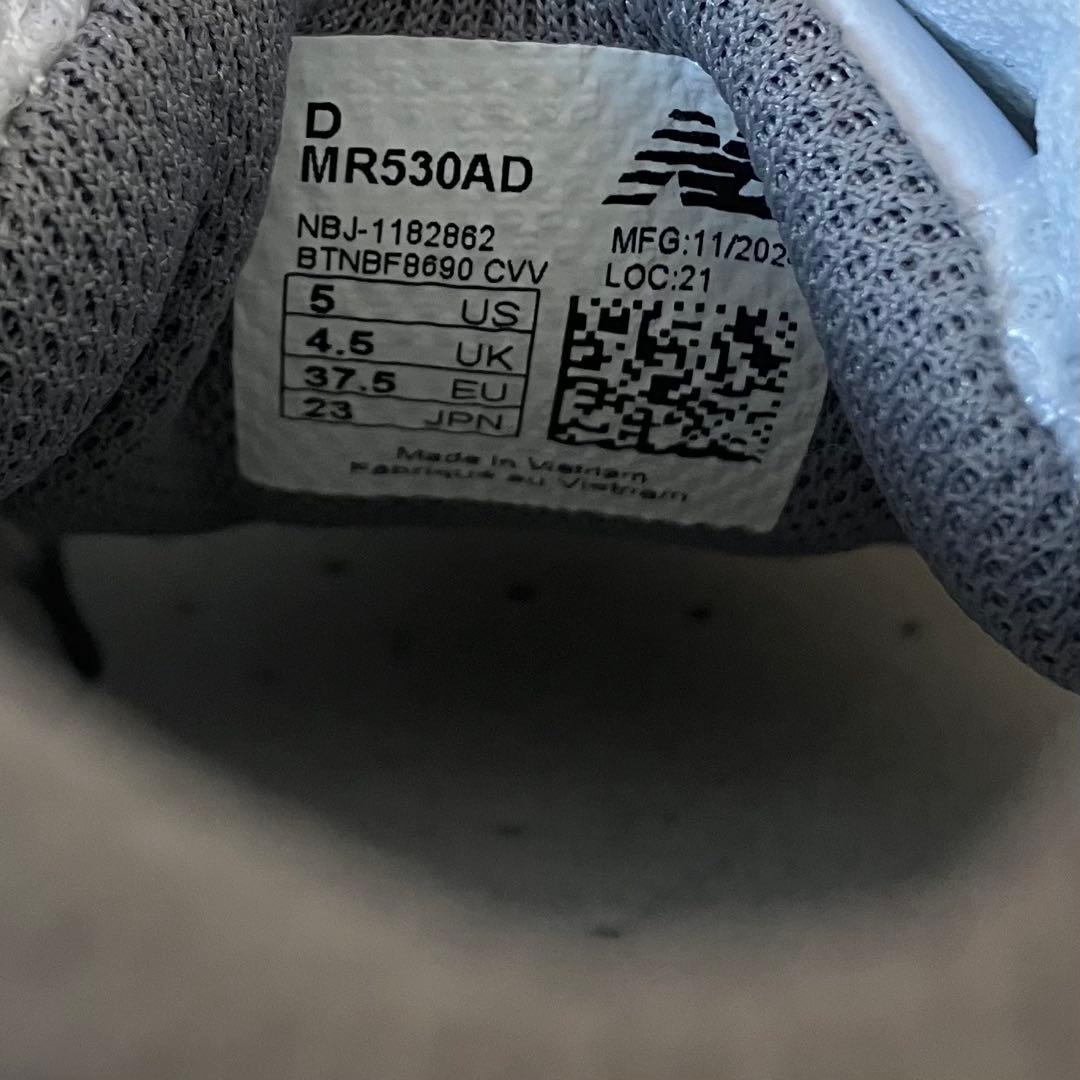 D
MR530AD
NBJ-1182862
BTNBF8690 CVV
MFG:11/202
LOC:21
5 US
4.5 UK
37.5 EU
23 JPN
Made in Vietnam
Fabriqué au Vietnam